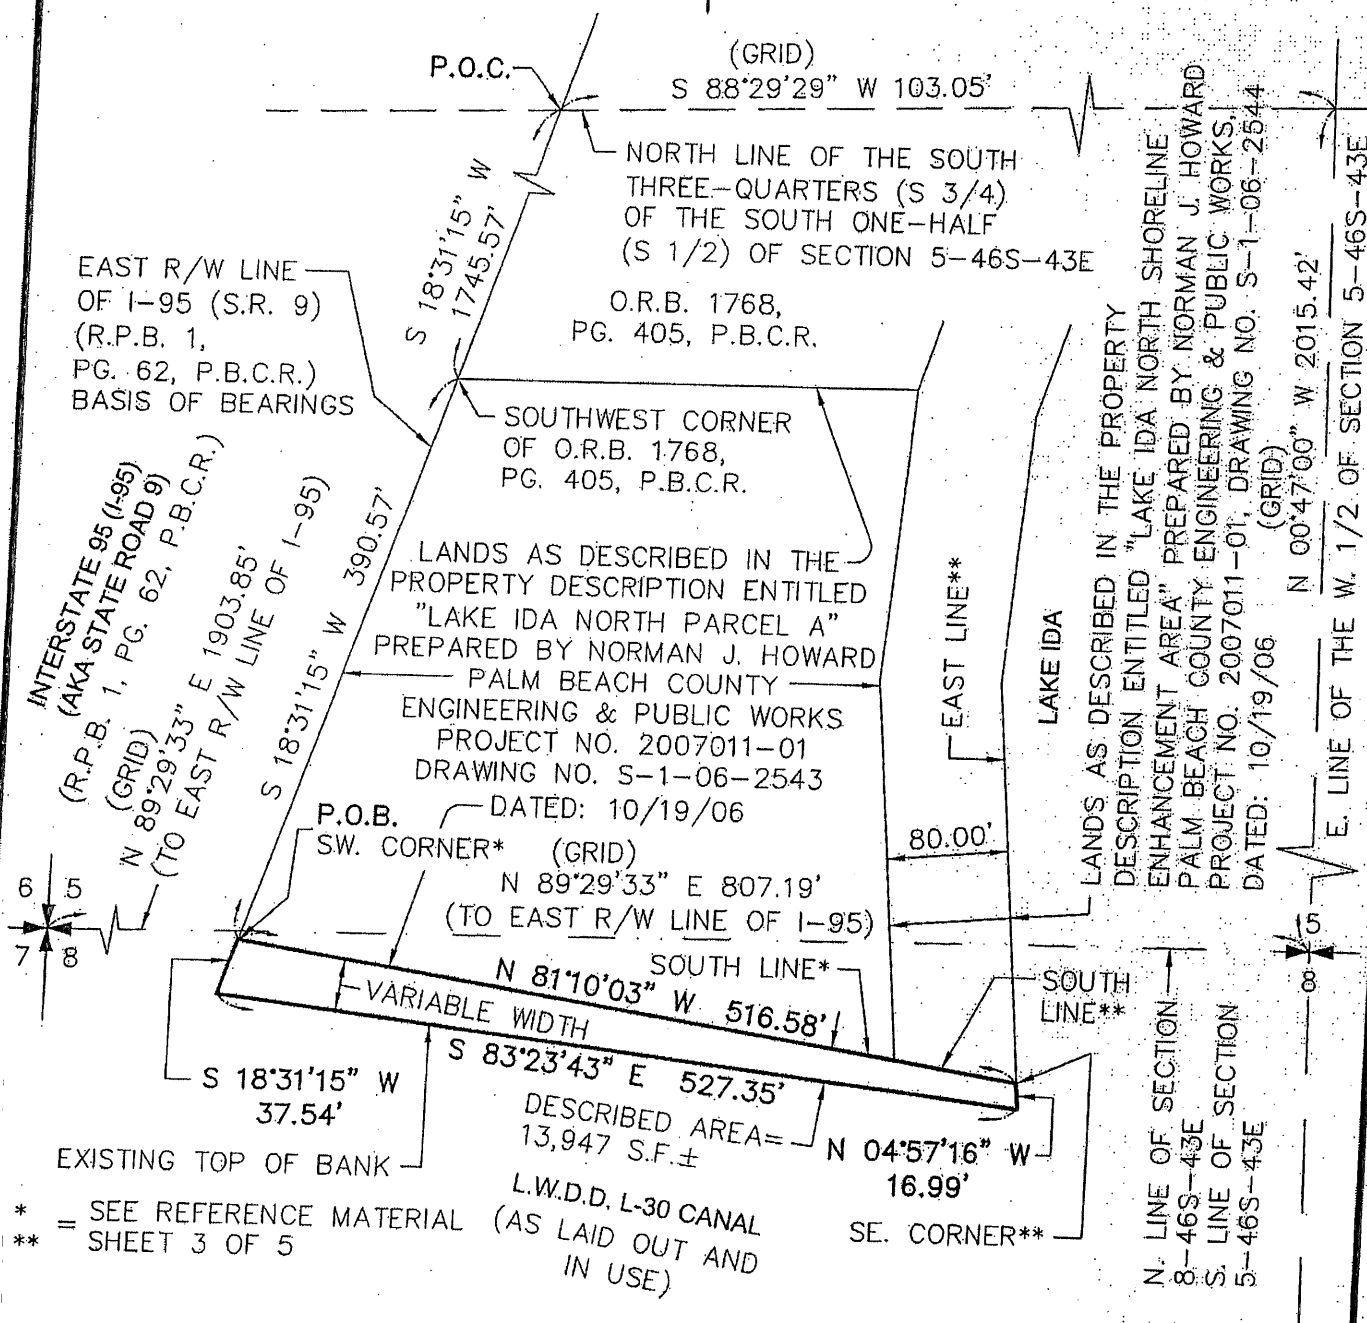 (GRID)
P.O.C.
S 88°29'29" W 103.05'
NORTH LINE OF THE SOUTH
THREE-QUARTERS (S 3/4)
OF THE SOUTH ONE-HALF
(S 1/2) OF SECTION 5-46S-43E
S 18°31'15" W
1745.57'
EAST R/W LINE
OF I-95 (S.R. 9)
(R.P.B. 1,
PG. 62, P.B.C.R.)
BASIS OF BEARINGS
O.R.B. 1768,
PG. 405, P.B.C.R.
SOUTHWEST CORNER
OF O.R.B. 1768,
PG. 405, P.B.C.R.
INTERSTATE 95 (I-95)
(AKA STATE ROAD 9)
(R.P.B. 1, PG. 62, P.B.C.R.)
(GRID)
N 89°29'33" E 1903.85'
(TO EAST R/W LINE OF I-95)
S 18°31'15" W 390.57'
LANDS AS DESCRIBED IN THE
PROPERTY DESCRIPTION ENTITLED
"LAKE IDA NORTH PARCEL A"
PREPARED BY NORMAN J. HOWARD
PALM BEACH COUNTY
ENGINEERING & PUBLIC WORKS
PROJECT NO. 2007011-01
DRAWING NO. S-1-06-2543
DATED: 10/19/06
EAST LINE**
LAKE IDA
80.00'
LANDS AS DESCRIBED IN THE PROPERTY
DESCRIPTION ENTITLED "LAKE IDA NORTH SHORELINE
ENHANCEMENT AREA" PREPARED BY NORMAN J. HOWARD
PALM BEACH COUNTY ENGINEERING & PUBLIC WORKS,
PROJECT NO. 2007011-01, DRAWING NO. S-1-06-2544
DATED: 10/19/06
(GRID)
N 00°47'00" W 2015.42'
E. LINE OF THE W. 1/2 OF SECTION 5-46S-43E
P.O.B.
SW. CORNER*
(GRID)
N 89°29'33" E 807.19'
(TO EAST R/W LINE OF I-95)
6 5
7 8
5
8
SOUTH LINE*
N 81°10'03" W 516.58'
VARIABLE WIDTH
S 83°23'43" E 527.35'
SOUTH
LINE**
S 18°31'15" W
37.54'
DESCRIBED AREA=
13,947 S.F.±
N 04°57'16" W
16.99'
EXISTING TOP OF BANK
L.W.D.D. L-30 CANAL
(AS LAID OUT AND
IN USE)
SE. CORNER**
N. LINE OF SECTION
8-46S-43E
S. LINE OF SECTION
5-46S-43E
* = SEE REFERENCE MATERIAL
** SHEET 3 OF 5